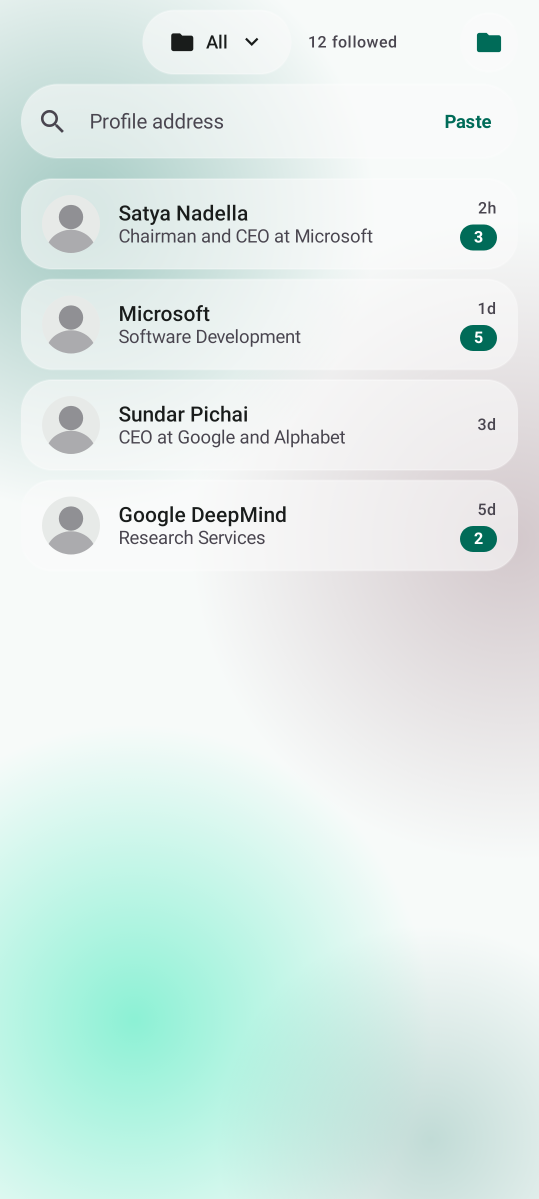 All
12 followed
Profile address
Paste
Satya Nadella
Chairman and CEO at Microsoft
2h
3
Microsoft
Software Development
1d
5
Sundar Pichai
CEO at Google and Alphabet
3d
Google DeepMind
Research Services
5d
2